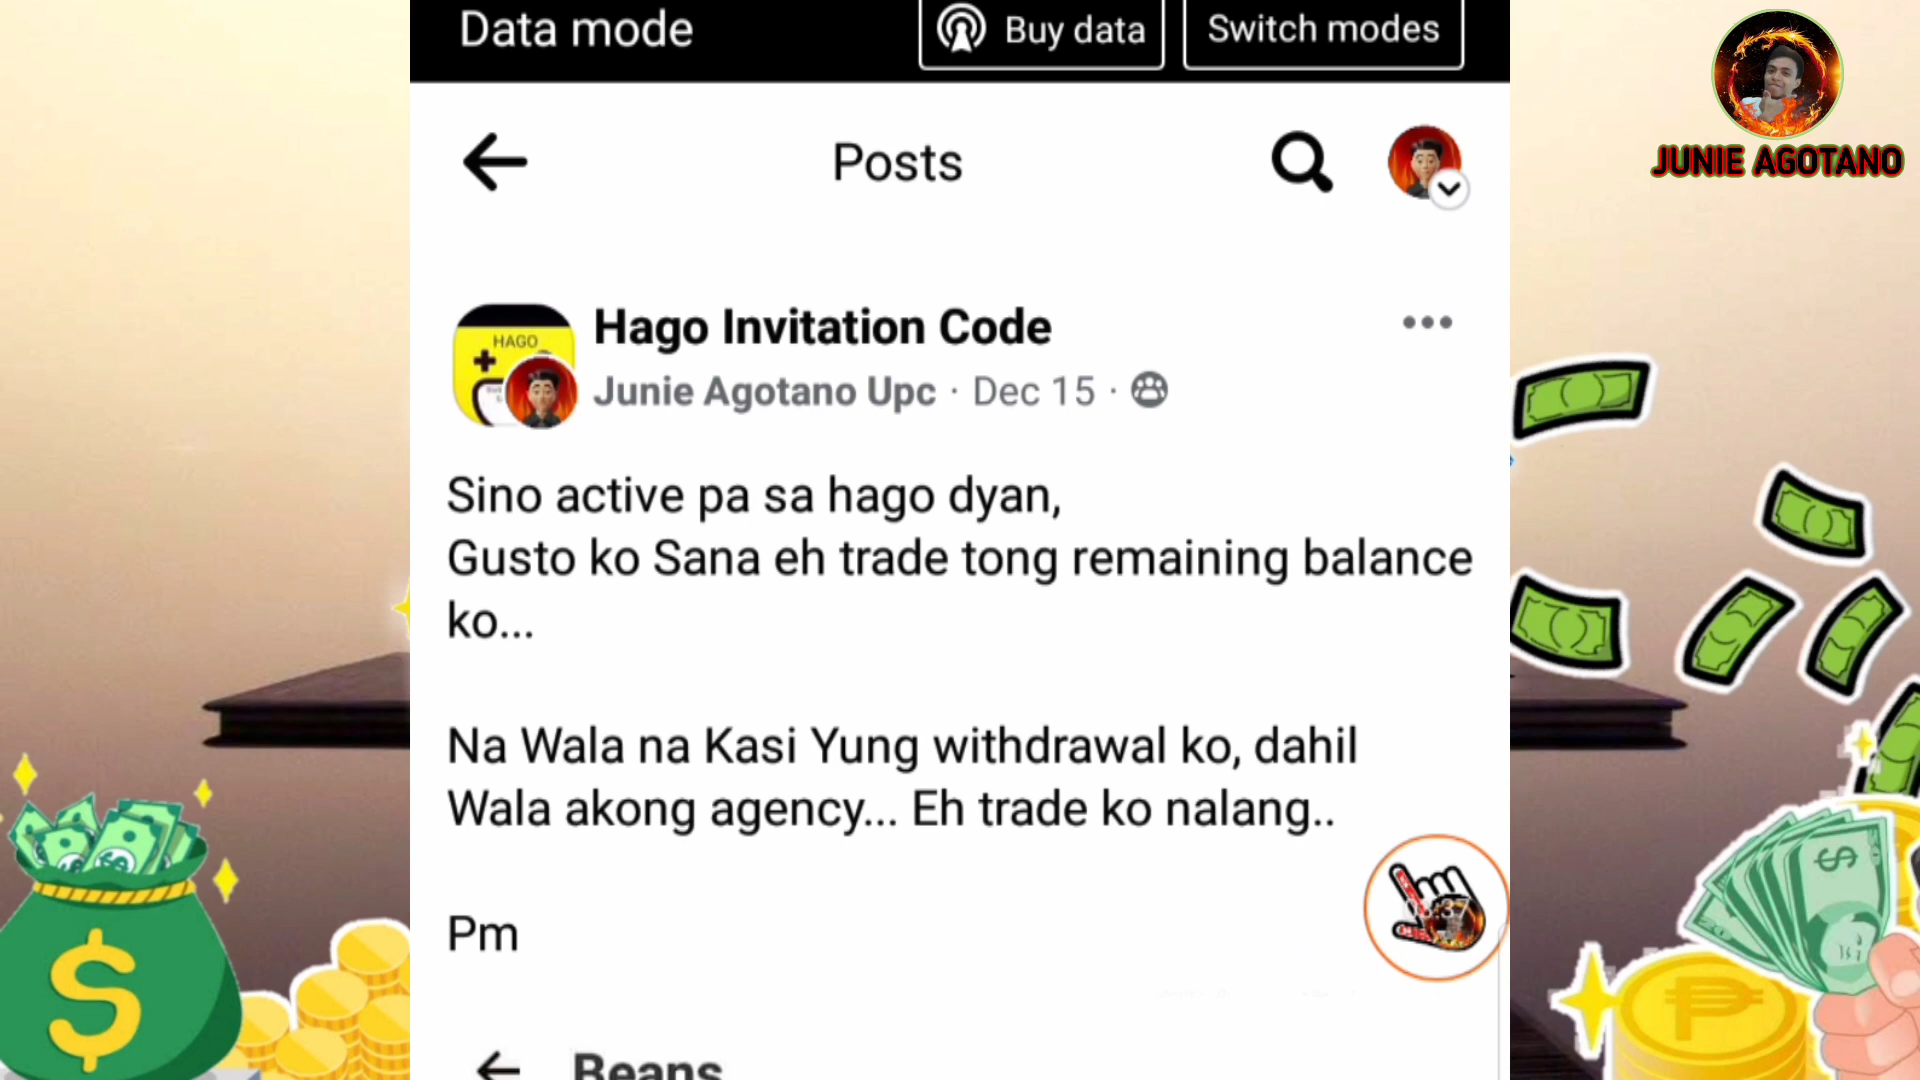 Data mode
Buy data
Switch modes
JUNIE AGOTANO
Posts
HAGO
Hago Invitation Code
Junie Agotano Upc · Dec 15 ·
Sino active pa sa hago dyan,
Gusto ko Sana eh trade tong remaining balance
ko...
Na Wala na Kasi Yung withdrawal ko, dahil
Wala akong agency... Eh trade ko nalang..
Pm
Beans